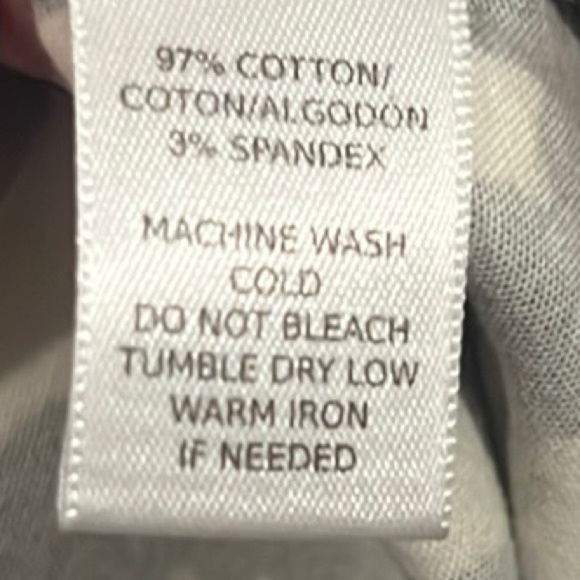 97% COTTON/
COTON/ALGODON
3% SPANDEX
MACHINE WASH
COLD
DO NOT BLEACH
TUMBLE DRY LOW
WARM IRON
IF NEEDED